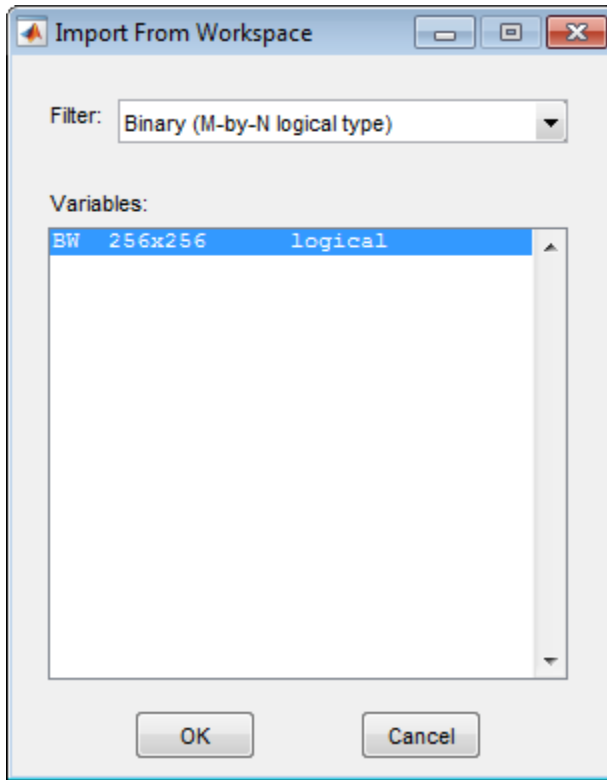 Import From Workspace
Filter: Binary (M-by-N logical type)
Variables:
BW 256x256 logical
OK Cancel